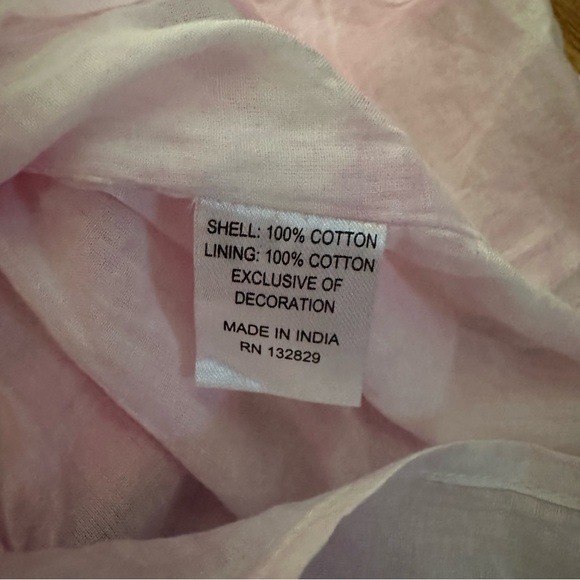 SHELL: 100% COTTON
LINING: 100% COTTON
EXCLUSIVE OF
DECORATION
MADE IN INDIA
RN 132829